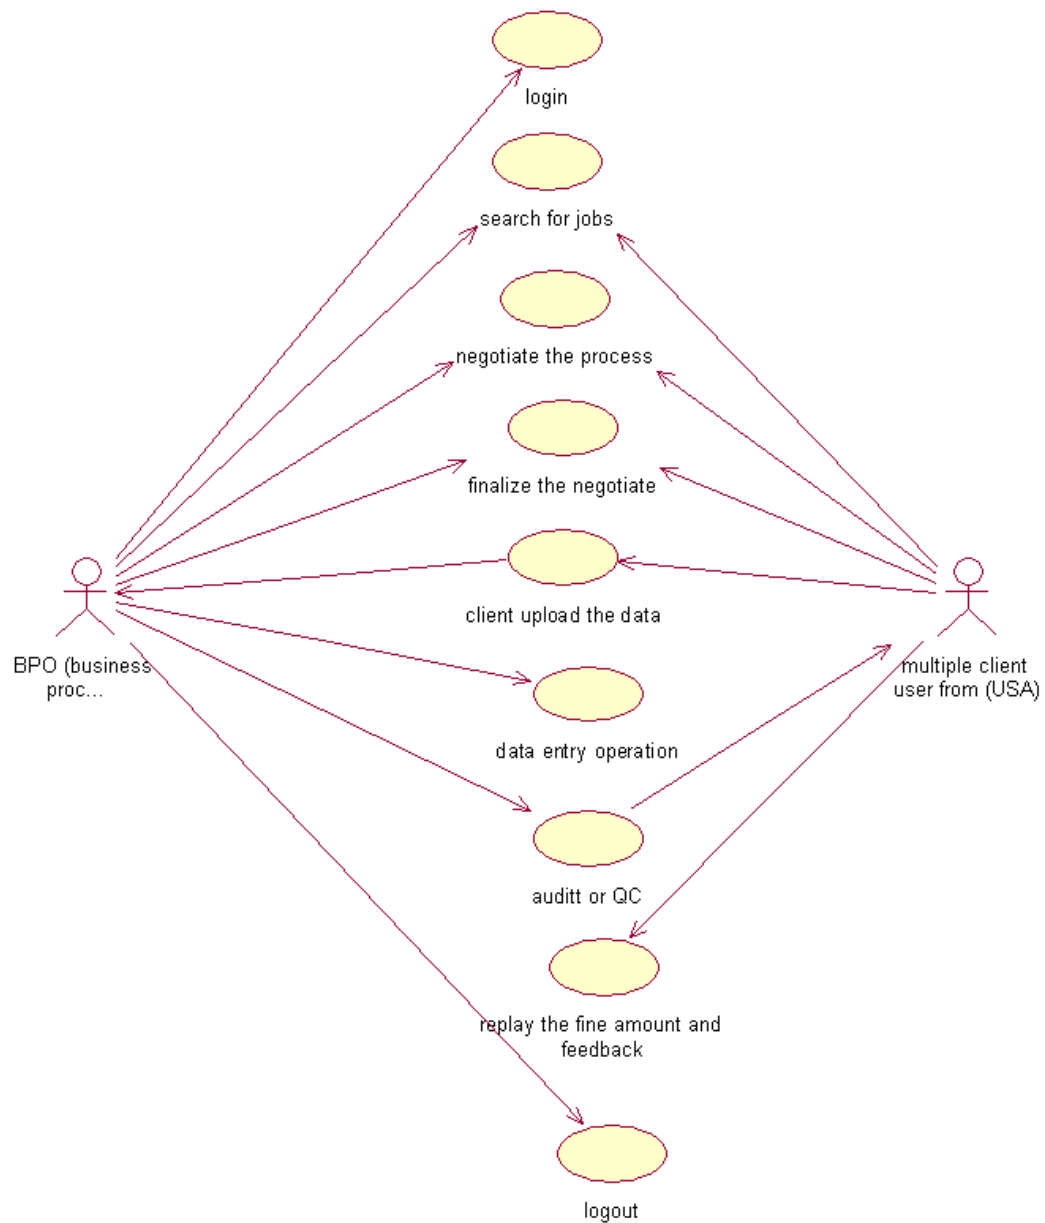 login
search for jobs
negotiate the process
finalize the negotiate
client upload the data
BPO (business
proc...
multiple client
user from (USA)
data entry operation
auditt or QC
replay the fine amount and
feedback
logout